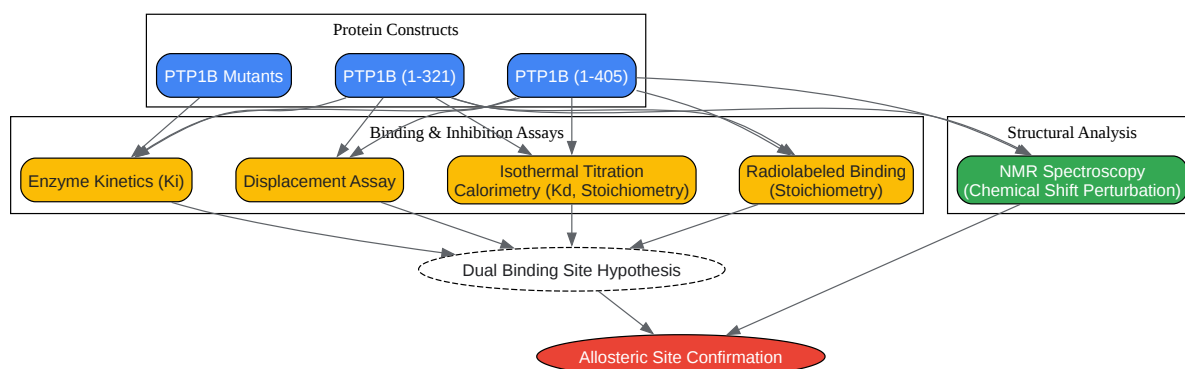 Protein Constructs
PTP1B Mutants
PTP1B (1-321)
PTP1B (1-405)
Binding & Inhibition Assays
Structural Analysis
Enzyme Kinetics (Ki)
Displacement Assay
Isothermal Titration
Calorimetry (Kd, Stoichiometry)
Radiolabeled Binding
(Stoichiometry)
NMR Spectroscopy
(Chemical Shift Perturbation)
Dual Binding Site Hypothesis
Allosteric Site Confirmation